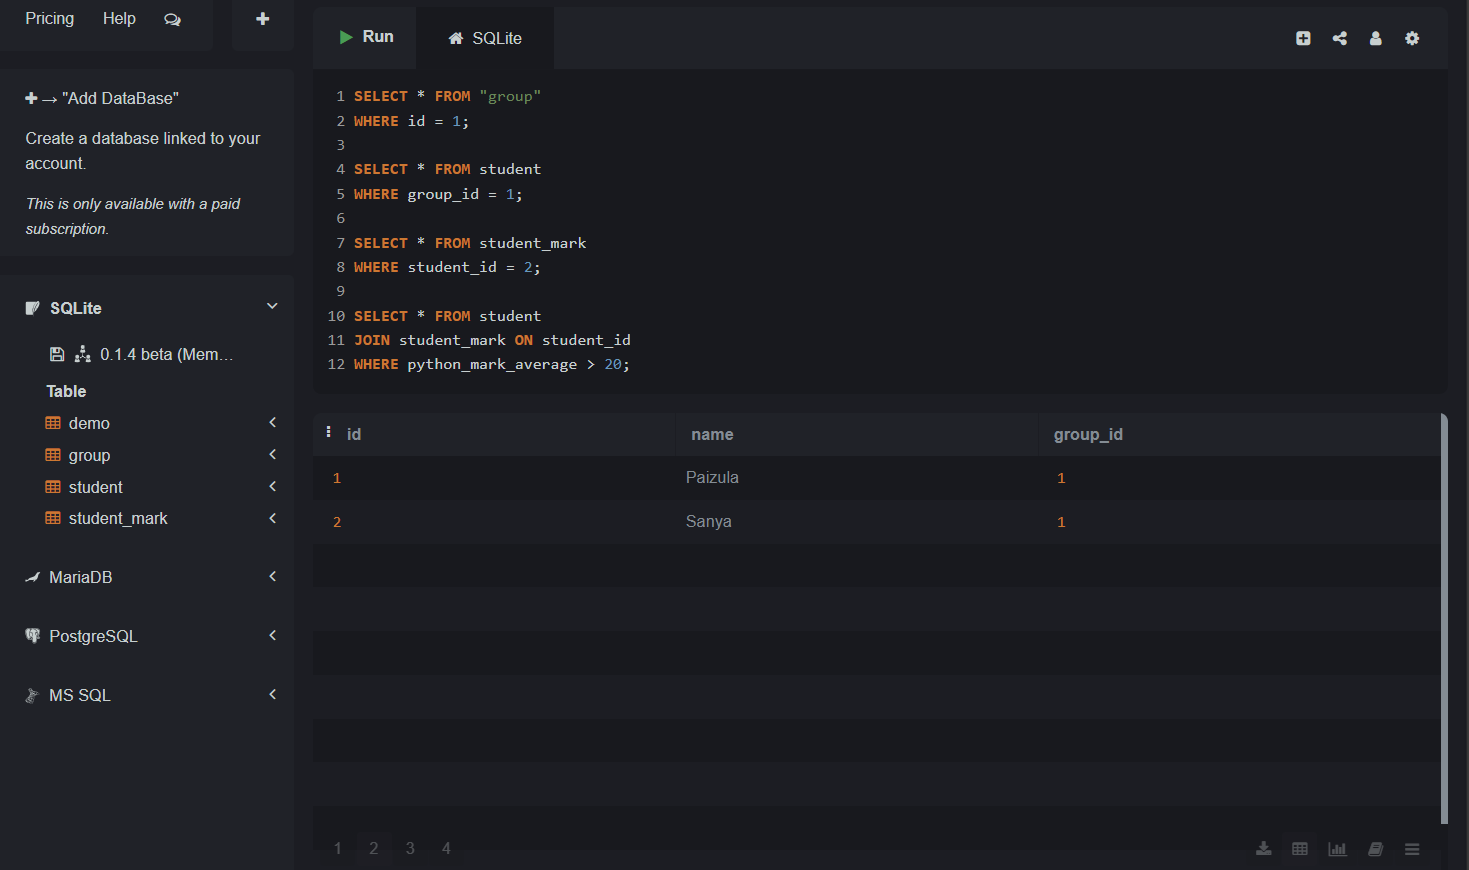 Pricing Help
Run SQLite
→ "Add DataBase"
Create a database linked to your
account.
This is only available with a paid
subscription.
SQLite
0.1.4 beta (Mem...
Table
demo
group
student
student_mark
MariaDB
PostgreSQL
MS SQL
1 SELECT * FROM "group"
2 WHERE id = 1;
3
4 SELECT * FROM student
5 WHERE group_id = 1;
6
7 SELECT * FROM student_mark
8 WHERE student_id = 2;
9
10 SELECT * FROM student
11 JOIN student_mark ON student_id
12 WHERE python_mark_average > 20;
id name group_id
1 Paizula 1
2 Sanya 1
1 2 3 4